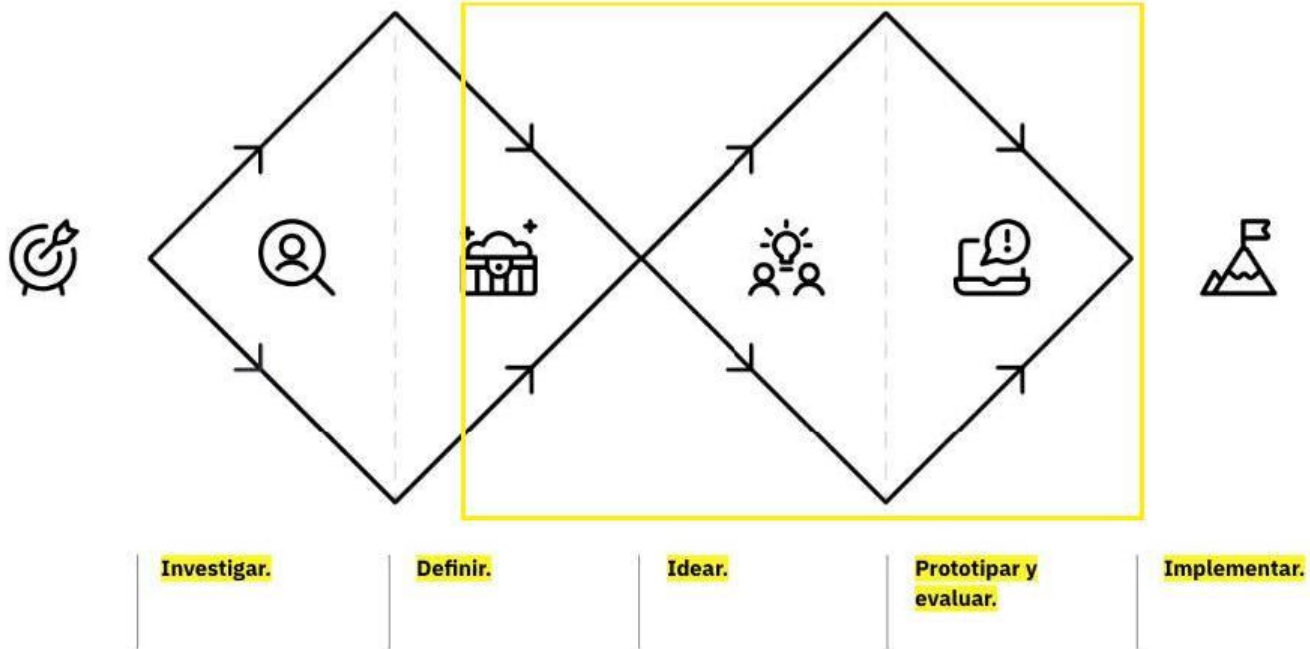 Investigar.
Definir.
Idear.
Prototipar y
evaluar.
Implementar.